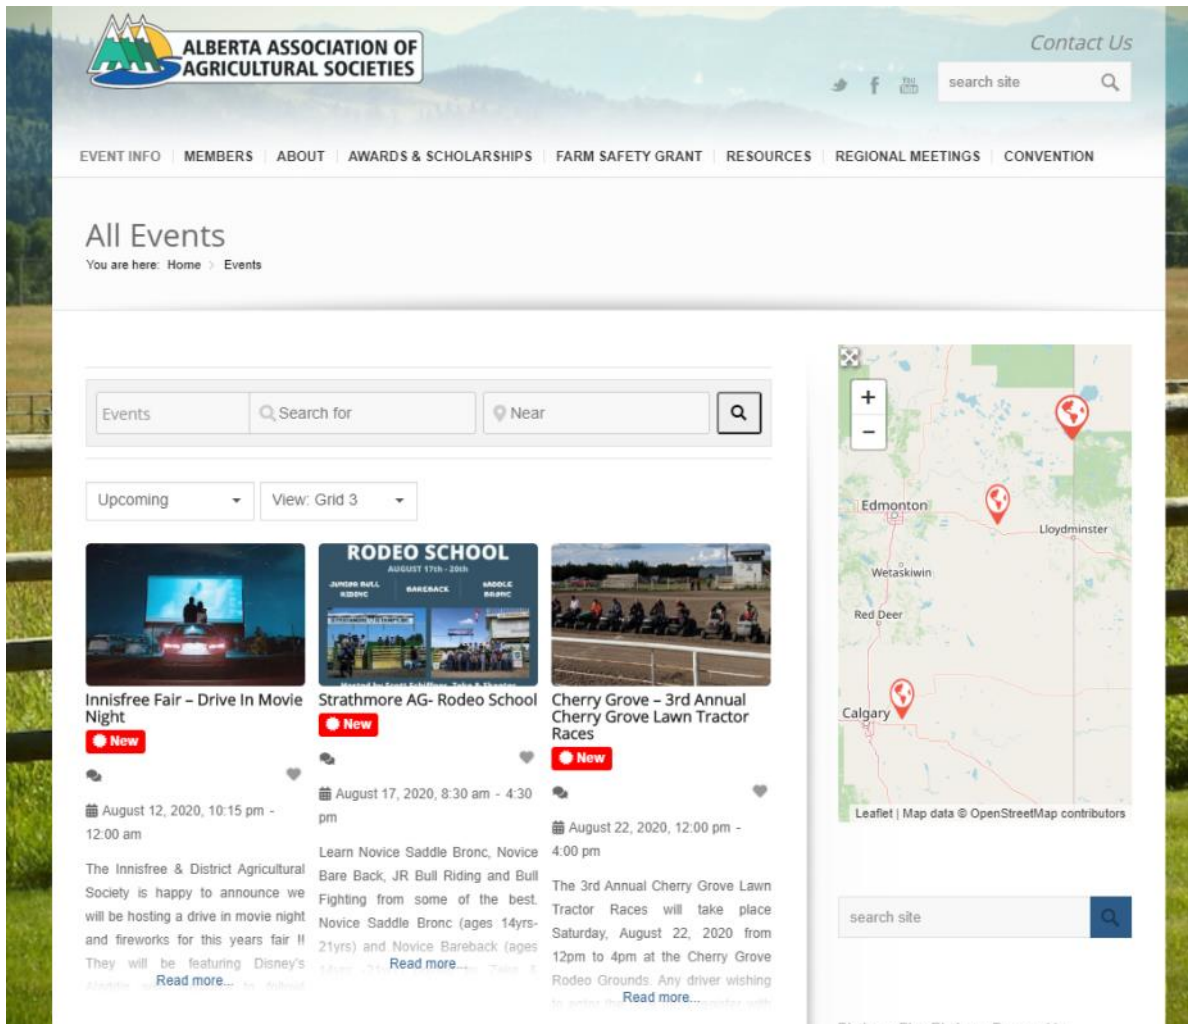 ALBERTA ASSOCIATION OF
AGRICULTURAL SOCIETIES
Contact Us
search site
EVENT INFO
MEMBERS
ABOUT
AWARDS & SCHOLARSHIPS
FARM SAFETY GRANT
RESOURCES
REGIONAL MEETINGS
CONVENTION
All Events
You are here: Home > Events
Events
Search for
Near
Upcoming
View: Grid 3
Innisfree Fair – Drive In Movie
Night
New
August 12, 2020, 10:15 pm -
12:00 am
The Innisfree & District Agricultural
Society is happy to announce we
will be hosting a drive in movie night
and fireworks for this years fair !!
They will be featuring Disney's
Read more...
RODEO SCHOOL
AUGUST 17th - 20th
JUNIOR BULL
RIDING
BAREBACK
SADDLE
BRONC
Strathmore AG- Rodeo School
New
August 17, 2020, 8:30 am - 4:30
pm
Learn Novice Saddle Bronc, Novice
Bare Back, JR Bull Riding and Bull
Fighting from some of the best.
Novice Saddle Bronc (ages 14yrs-
21yrs) and Novice Bareback (ages
Read more...
Cherry Grove – 3rd Annual
Cherry Grove Lawn Tractor
Races
New
August 22, 2020, 12:00 pm -
4:00 pm
The 3rd Annual Cherry Grove Lawn
Tractor Races will take place
Saturday, August 22, 2020 from
12pm to 4pm at the Cherry Grove
Rodeo Grounds. Any driver wishing
Read more...
+
−
Edmonton
Lloydminster
Wetaskiwin
Red Deer
Calgary
Leaflet | Map data © OpenStreetMap contributors
search site